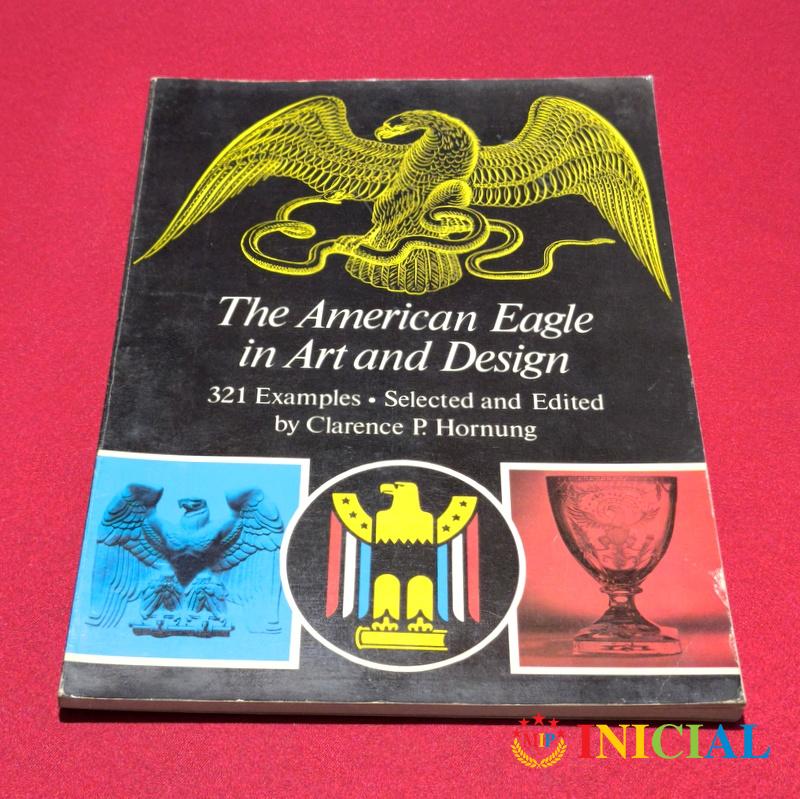 The American Eagle
in Art and Design
321 Examples • Selected and Edited
by Clarence P. Hornung
INICIAL